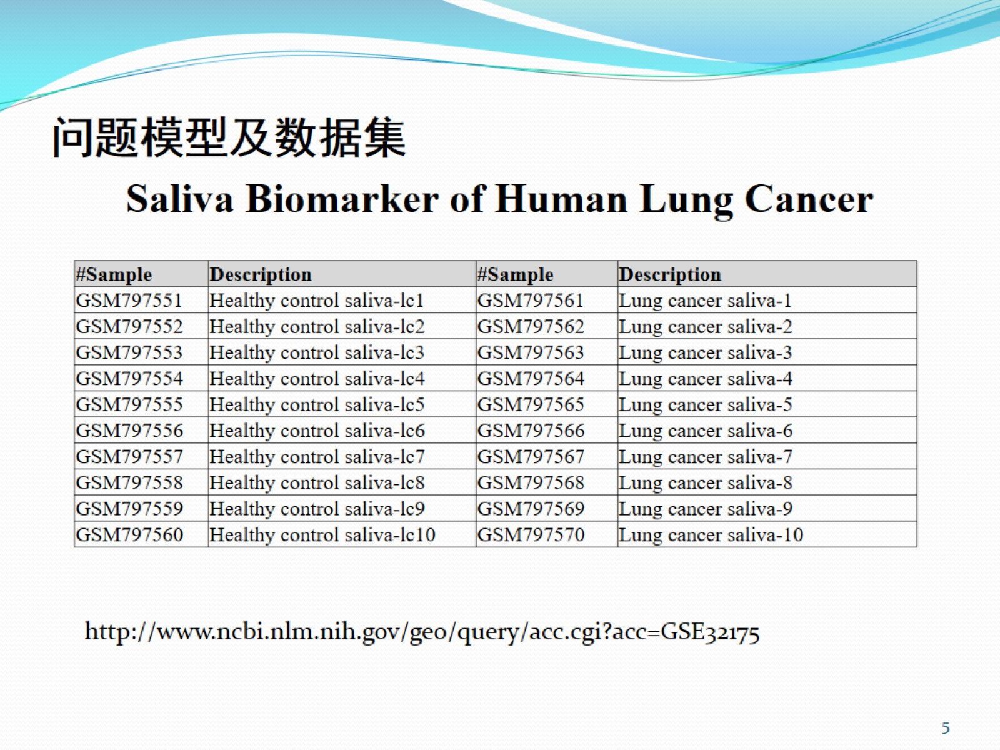 问题模型及数据集
Saliva Biomarker of Human Lung Cancer
#Sample Description #Sample Description
GSM797551 Healthy control saliva-lc1 GSM797561 Lung cancer saliva-1
GSM797552 Healthy control saliva-lc2 GSM797562 Lung cancer saliva-2
GSM797553 Healthy control saliva-lc3 GSM797563 Lung cancer saliva-3
GSM797554 Healthy control saliva-lc4 GSM797564 Lung cancer saliva-4
GSM797555 Healthy control saliva-lc5 GSM797565 Lung cancer saliva-5
GSM797556 Healthy control saliva-lc6 GSM797566 Lung cancer saliva-6
GSM797557 Healthy control saliva-lc7 GSM797567 Lung cancer saliva-7
GSM797558 Healthy control saliva-lc8 GSM797568 Lung cancer saliva-8
GSM797559 Healthy control saliva-lc9 GSM797569 Lung cancer saliva-9
GSM797560 Healthy control saliva-lc10 GSM797570 Lung cancer saliva-10
http://www.ncbi.nlm.nih.gov/geo/query/acc.cgi?acc=GSE32175
5